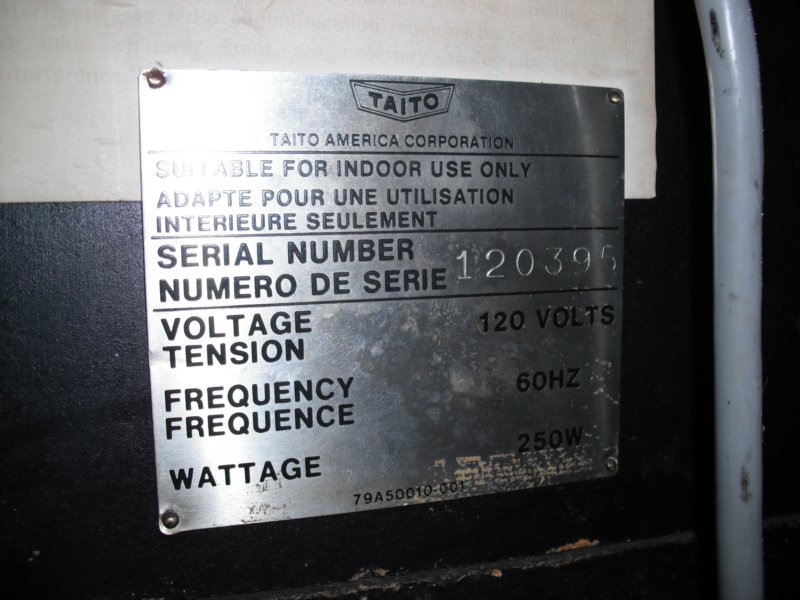 TAITO
TAITO AMERICA CORPORATION
SUITABLE FOR INDOOR USE ONLY
ADAPTE POUR UNE UTILISATION
INTERIEURE SEULEMENT
SERIAL NUMBER
NUMERO DE SERIE 120395
VOLTAGE 120 VOLTS
TENSION
FREQUENCY 60HZ
FREQUENCE
WATTAGE 250W
79A50010-001